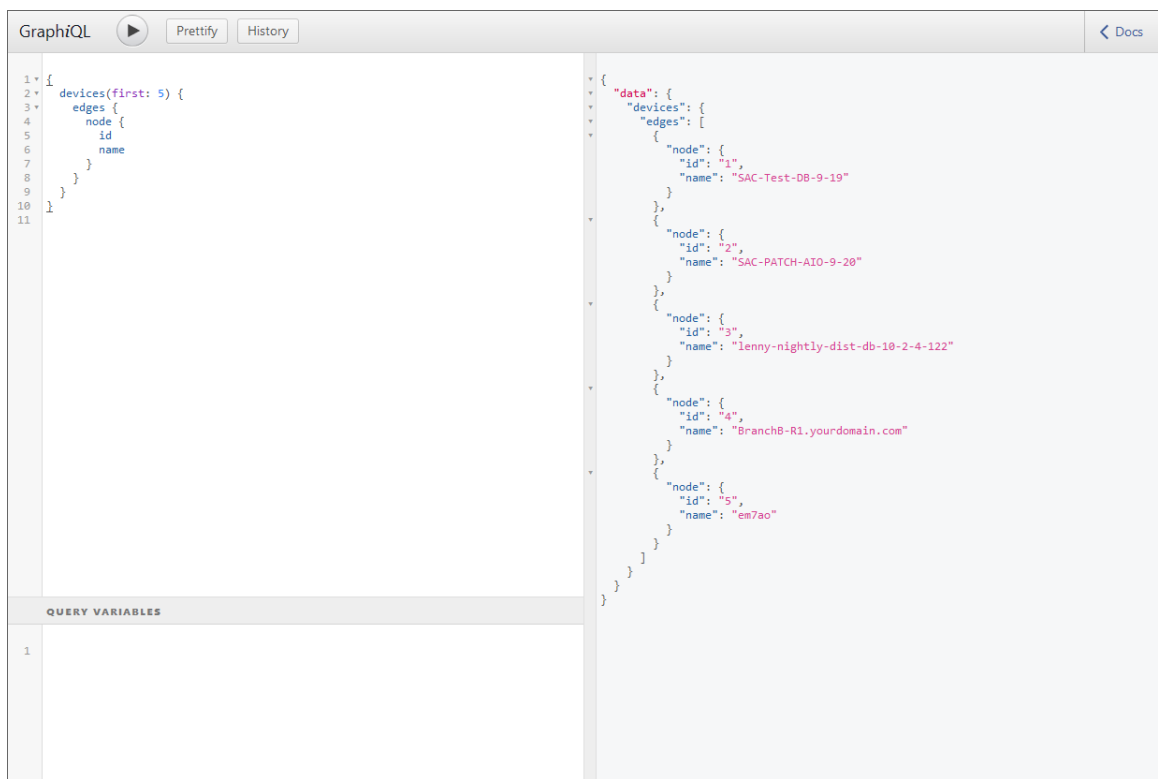 GraphiQL
Prettify
History
Docs
1 {
2 devices(first: 5) {
3 edges {
4 node {
5 id
6 name
7 }
8 }
9 }
10 }
11
QUERY VARIABLES
1
{
"data": {
"devices": {
"edges": [
{
"node": {
"id": "1",
"name": "SAC-Test-DB-9-19"
}
},
{
"node": {
"id": "2",
"name": "SAC-PATCH-AIO-9-20"
}
},
{
"node": {
"id": "3",
"name": "lenny-nightly-dist-db-10-2-4-122"
}
},
{
"node": {
"id": "4",
"name": "BranchB-R1.yourdomain.com"
}
},
{
"node": {
"id": "5",
"name": "em7ao"
}
}
]
}
}
}